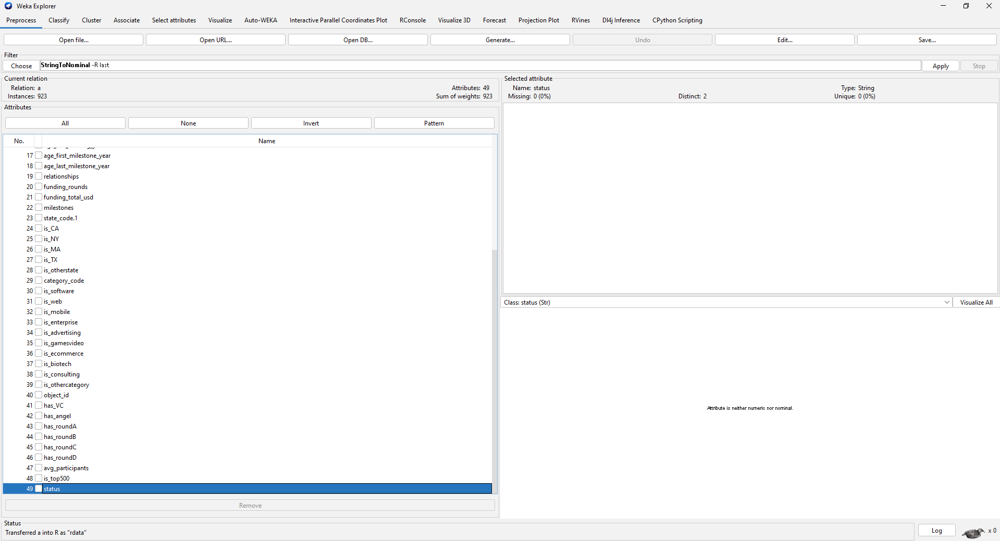 Weka Explorer
Preprocess Classify Cluster Associate Select attributes Visualize Auto-WEKA Interactive Parallel Coordinates Plot RConsole Visualize 3D Forecast Projection Plot RVines Dl4j Inference CPython Scripting
Open file... Open URL... Open DB... Generate... Undo Edit... Save...
Filter
Choose StringToNominal -R last Apply Stop
Current relation
Relation: a Attributes: 49
Instances: 923 Sum of weights: 923
Attributes
All None Invert Pattern
No. Name
17 age_first_milestone_year
18 age_last_milestone_year
19 relationships
20 funding_rounds
21 funding_total_usd
22 milestones
23 state_code.1
24 is_CA
25 is_NY
26 is_MA
27 is_TX
28 is_otherstate
29 category_code
30 is_software
31 is_web
32 is_mobile
33 is_enterprise
34 is_advertising
35 is_gamesvideo
36 is_ecommerce
37 is_biotech
38 is_consulting
39 is_othercategory
40 object_id
41 has_VC
42 has_angel
43 has_roundA
44 has_roundB
45 has_roundC
46 has_roundD
47 avg_participants
48 is_top500
49 status
Remove
Selected attribute
Name: status Type: String
Missing: 0 (0%) Distinct: 2 Unique: 0 (0%)
Class: status (Str) Visualize All
Attribute is neither numeric nor nominal.
Status
Transferred a into R as "rdata"
Log x 0